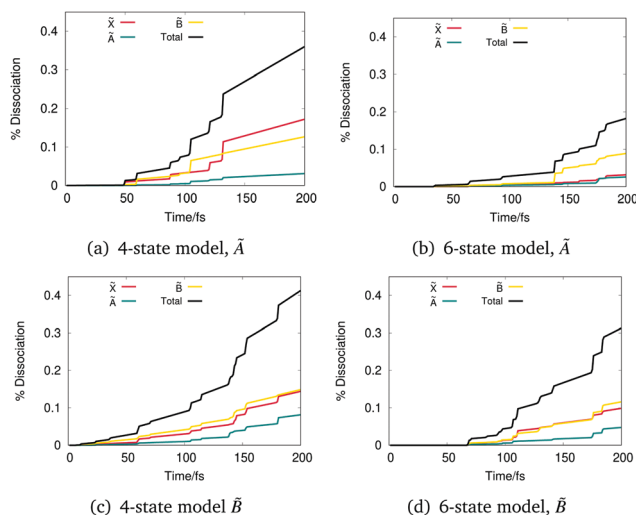 X̃ B̃
Ã Total
% Dissociation
0.4
0.3
0.2
0.1
0
0 50 100 150 200
Time/fs
(a) 4-state model, Ã
X̃ B̃
Ã Total
% Dissociation
0.4
0.3
0.2
0.1
0
0 50 100 150 200
Time/fs
(b) 6-state model, Ã
X̃ B̃
Ã Total
% Dissociation
0.4
0.3
0.2
0.1
0
0 50 100 150 200
Time/fs
(c) 4-state model B̃
X̃ B̃
Ã Total
% Dissociation
0.4
0.3
0.2
0.1
0
0 50 100 150 200
Time/fs
(d) 6-state model, B̃